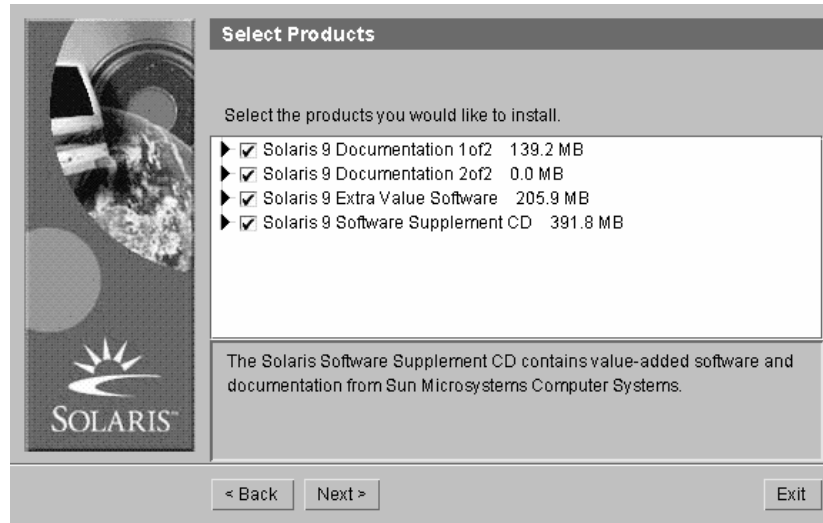 Select Products
Select the products you would like to install.
Solaris 9 Documentation 1of2 139.2 MB
Solaris 9 Documentation 2of2 0.0 MB
Solaris 9 Extra Value Software 205.9 MB
Solaris 9 Software Supplement CD 391.8 MB
The Solaris Software Supplement CD contains value-added software and
documentation from Sun Microsystems Computer Systems.
SOLARIS™
< Back Next > Exit